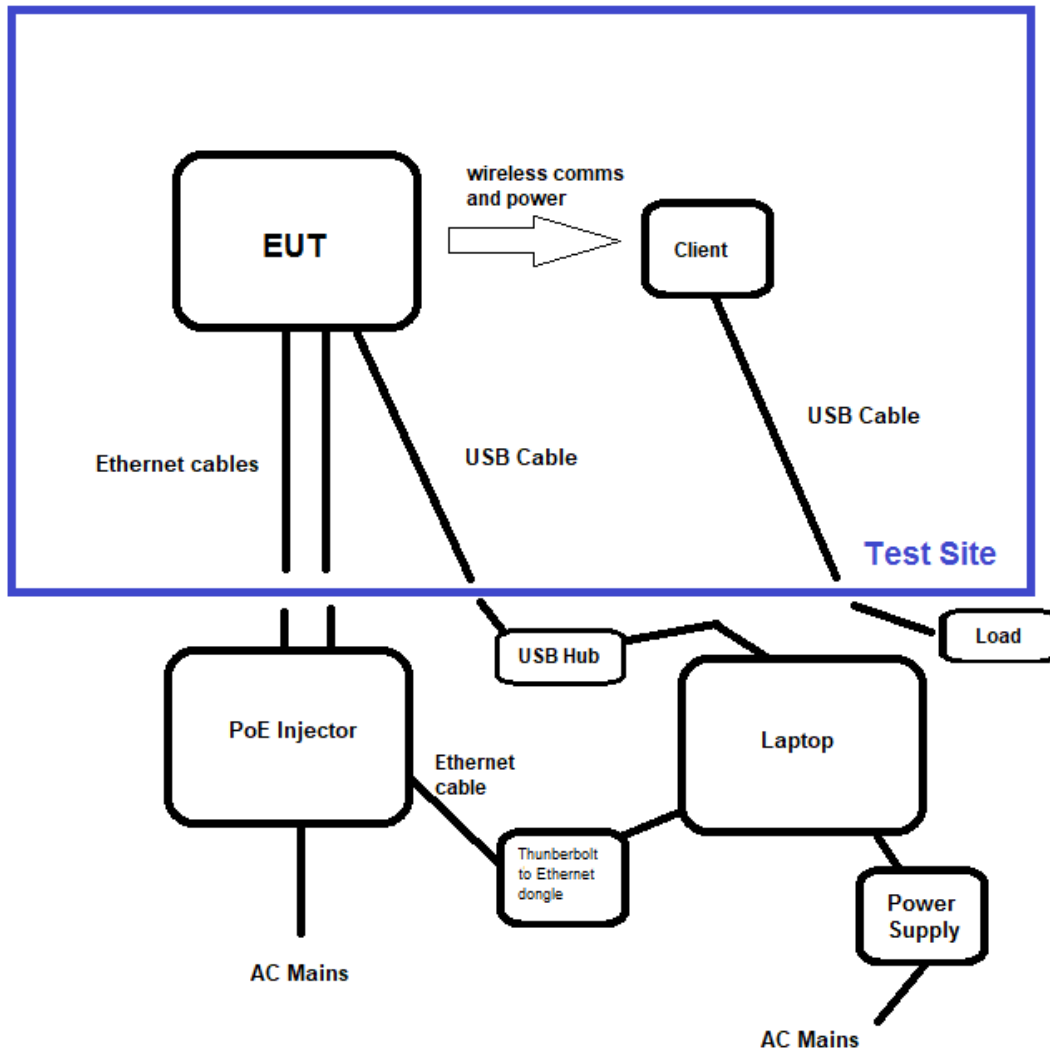 wireless comms
and power
EUT
Client
USB Cable
Ethernet cables
USB Cable
Test Site
Load
USB Hub
PoE Injector
Laptop
Ethernet
cable
Thunderbolt
to Ethernet
dongle
Power
Supply
AC Mains
AC Mains